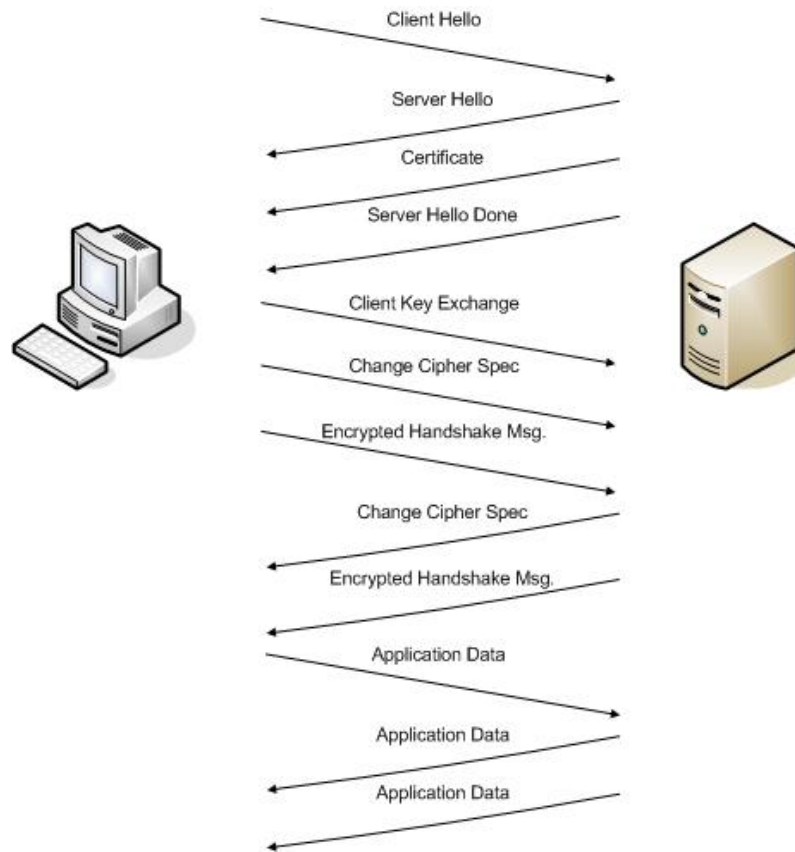 Client Hello
Server Hello
Certificate
Server Hello Done
Client Key Exchange
Change Cipher Spec
Encrypted Handshake Msg.
Change Cipher Spec
Encrypted Handshake Msg.
Application Data
Application Data
Application Data